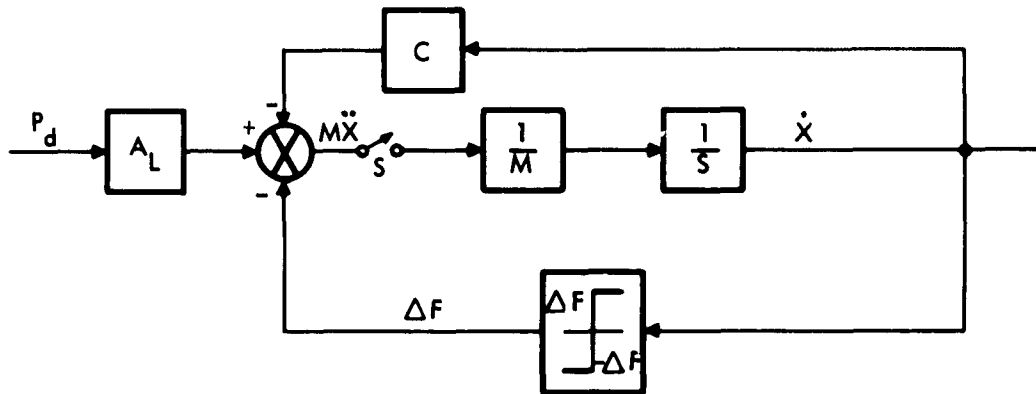 C
P_d
A_L
+
-
-
MẌ
S
1
M
1
S
Ẋ
ΔF
ΔF
-ΔF